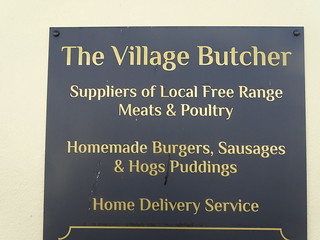 The Village Butcher
Suppliers of Local Free Range
Meats & Poultry
Homemade Burgers, Sausages
& Hogs Puddings
Home Delivery Service